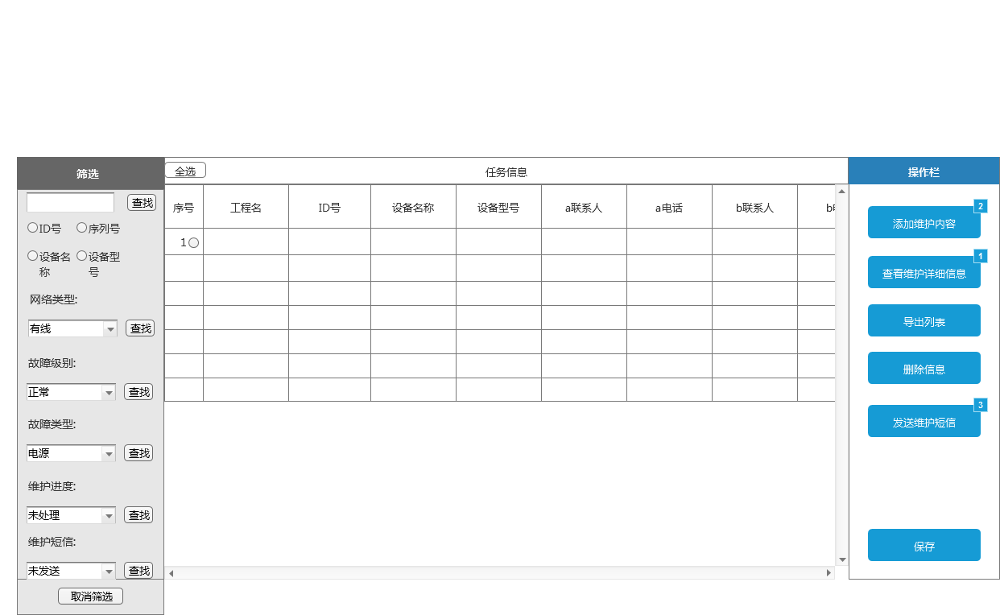 筛选
查找
ID号 序列号
设备名称 设备型号
网络类型:
有线 查找
故障级别:
正常 查找
故障类型:
电源 查找
维护进度:
未处理 查找
维护短信:
未发送 查找
取消筛选
全选 任务信息
序号 工程名 ID号 设备名称 设备型号 a联系人 a电话 b联系人 b
1
操作栏
添加维护内容 2
查看维护详细信息 1
导出列表
删除信息
发送维护短信 3
保存